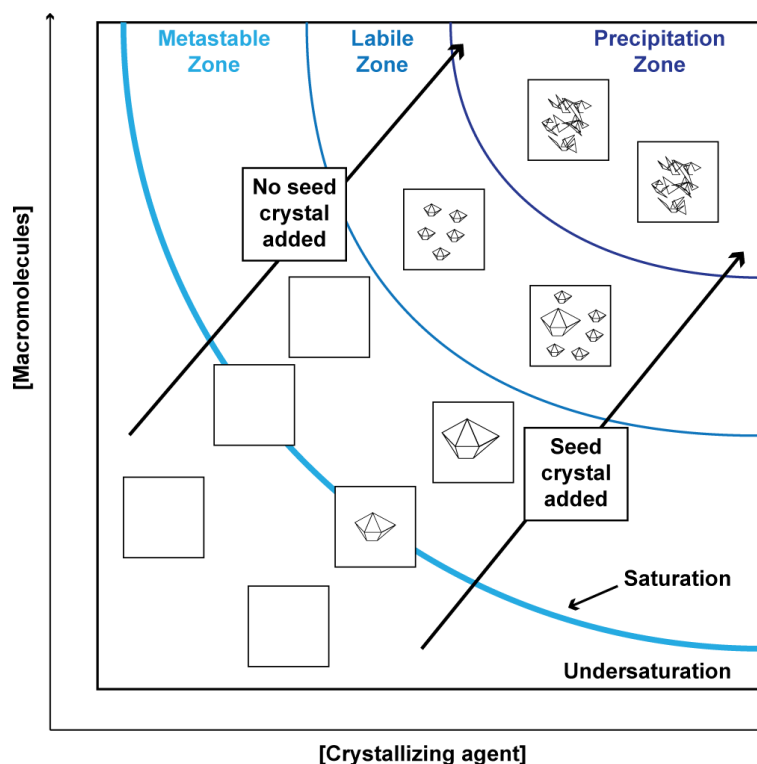 Metastable
Zone
Labile
Zone
Precipitation
Zone
No seed
crystal
added
[Macromolecules]
Seed
crystal
added
Saturation
Undersaturation
[Crystallizing agent]